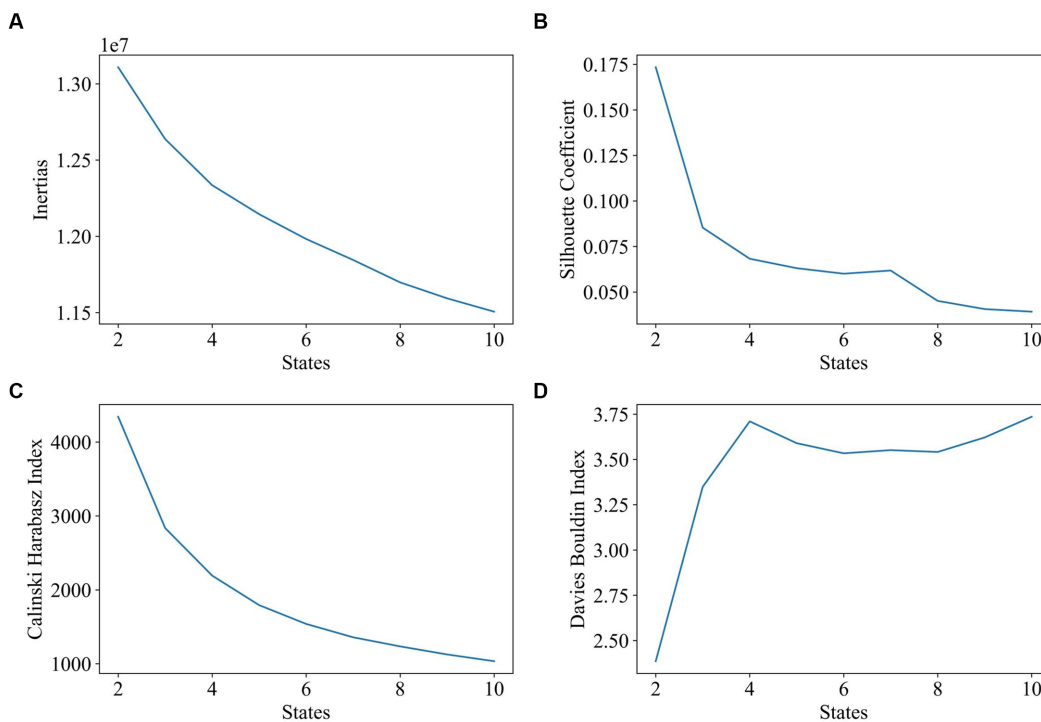 A
1e7
1.30
1.25
1.20
1.15
Inertias
2 4 6 8 10
States
B
0.175
0.150
0.125
0.100
0.075
0.050
Silhouette Coefficient
2 4 6 8 10
States
C
4000
3000
2000
1000
Calinski Harabasz Index
2 4 6 8 10
States
D
3.75
3.50
3.25
3.00
2.75
2.50
Davies Bouldin Index
2 4 6 8 10
States